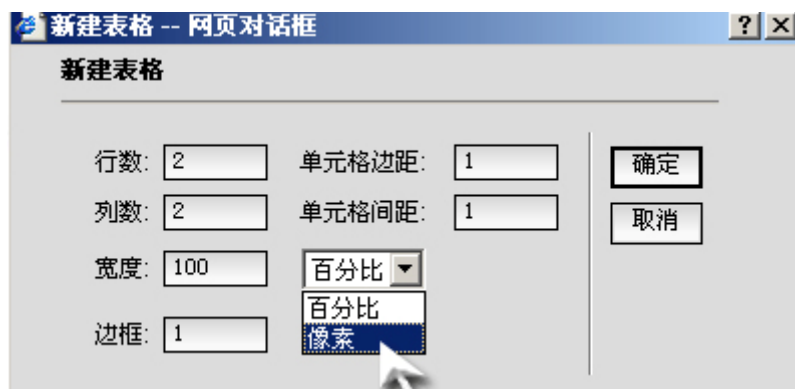 新建表格 -- 网页对话框
新建表格
行数: 2 单元格边距: 1 确定
列数: 2 单元格间距: 1 取消
宽度: 100 百分比
百分比
边框: 1 像素